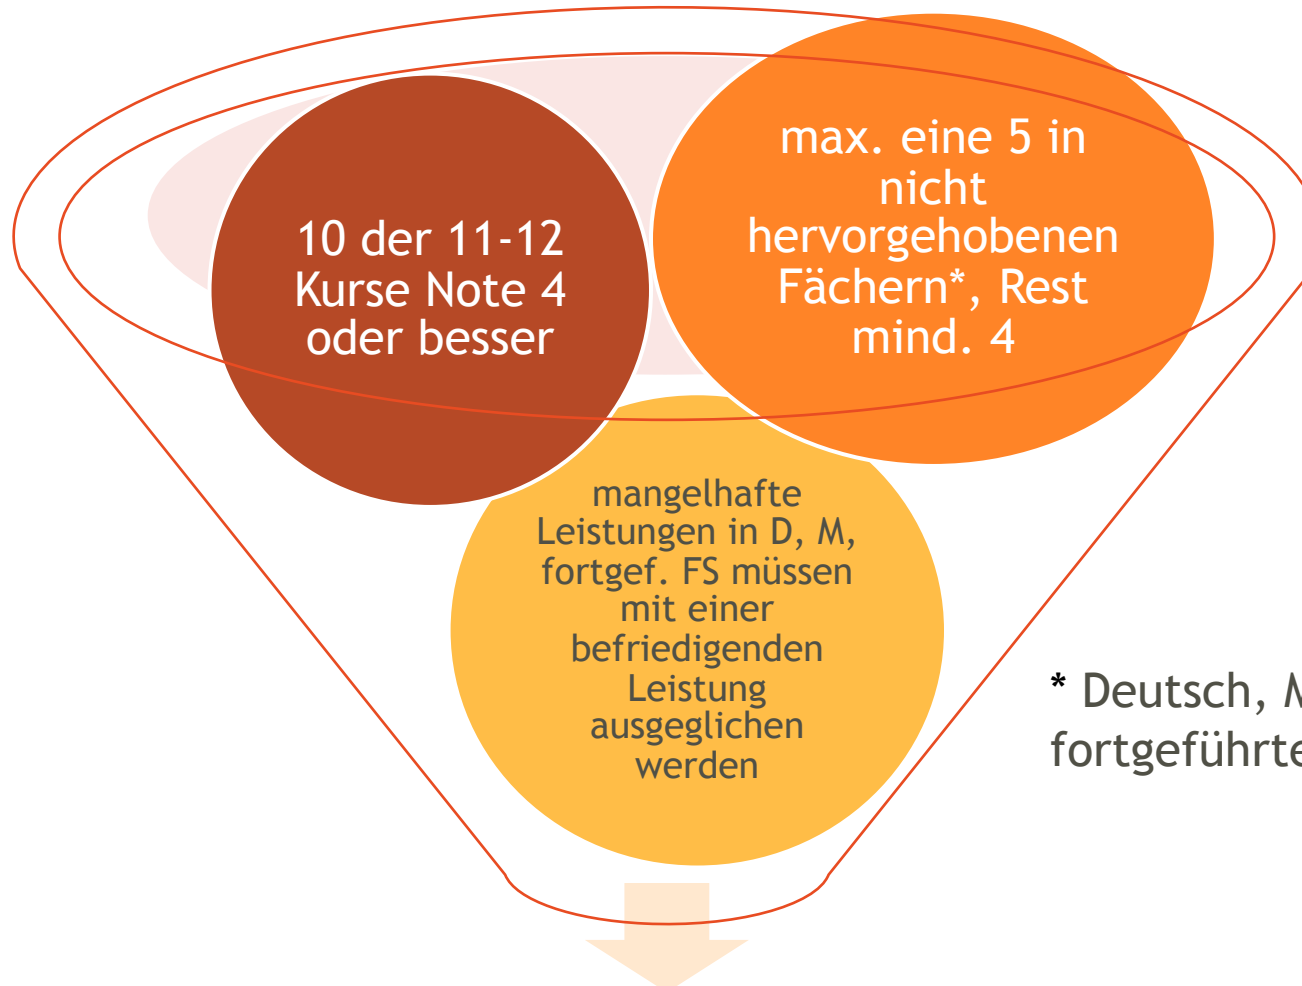 10 der 11-12
Kurse Note 4
oder besser
max. eine 5 in
nicht
hervorgehobenen
Fächern*, Rest
mind. 4
mangelhafte
Leistungen in D, M,
fortgef. FS müssen
mit einer
befriedigenden
Leistung
ausgeglichen
werden
* Deutsch,